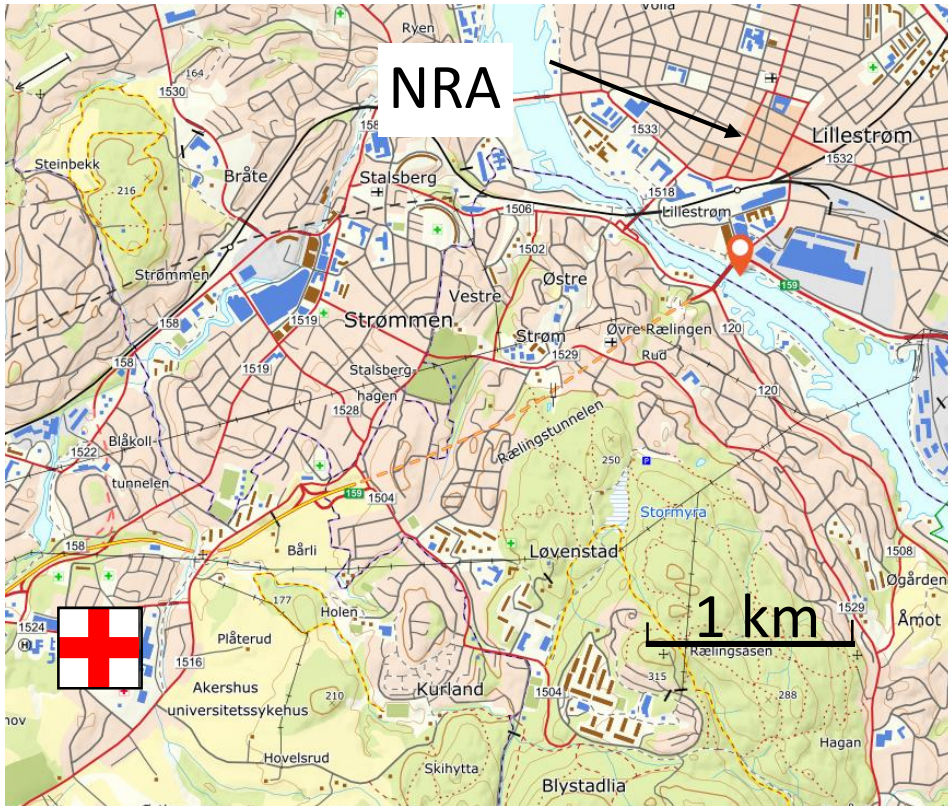 Volla
Ryen
NRA
164
1530
158
1533
Lillestrøm
1532
Steinbekk
216
Bråte
Stalsberg
1518
Lillestrøm
1506
1502
Strømmen
Østre
Vestre
159
158
1519
Strømmen
Strøm
Øvre Rælingen
120
158
1519
Stalsberg-
hagen
1529
Rud
120
1528
Blåkoll-
tunnelen
1522
Rælingstunnelen
250
P
159
1504
Stormyra
158
Bårli
Løvenstad
1508
Øgården
177
Holen
1 km
1529
Åmot
1524
H
Plåterud
1516
Rælingsåsen
315
Akershus
universitetssykehus
210
Kurland
1504
288
Hovelsrud
Skihytta
Hagan
Blystadlia